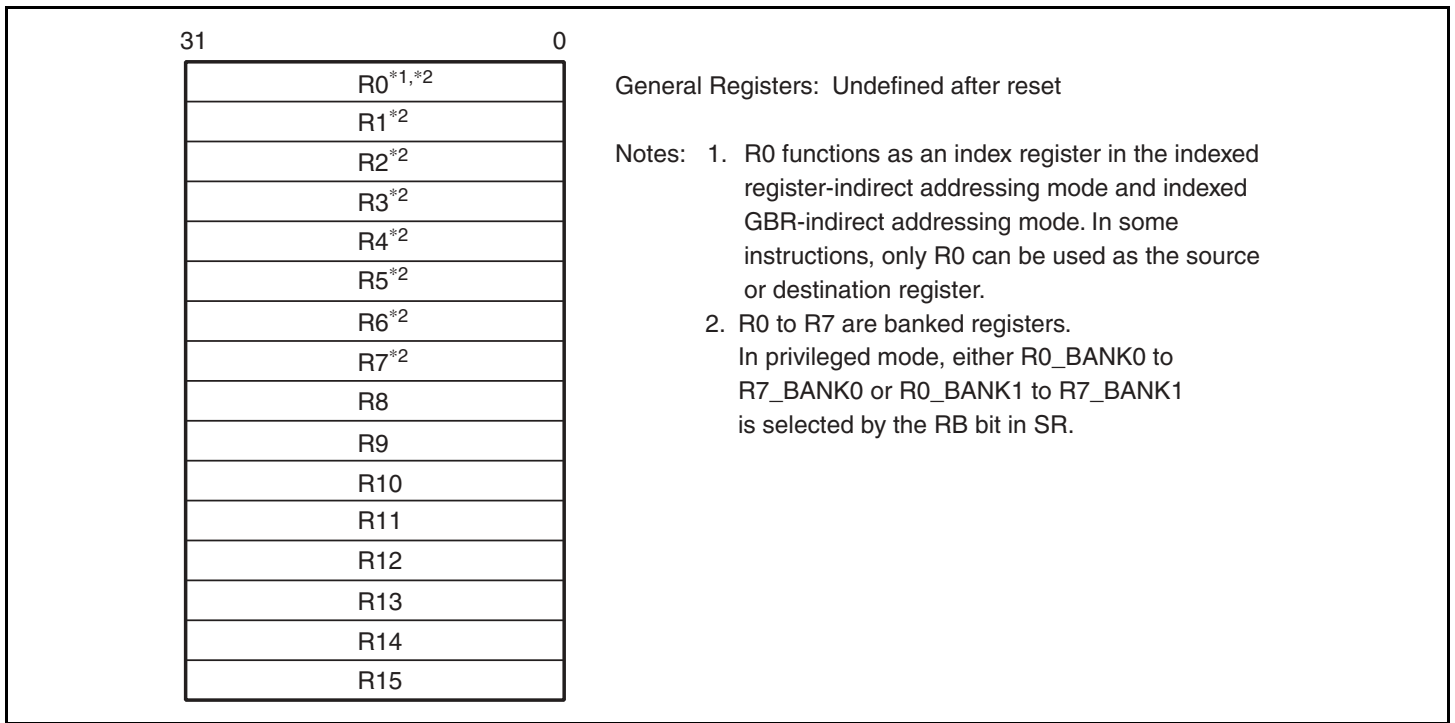 31 0
R0*1,*2
R1*2
R2*2
R3*2
R4*2
R5*2
R6*2
R7*2
R8
R9
R10
R11
R12
R13
R14
R15
General Registers: Undefined after reset
Notes: 1. R0 functions as an index register in the indexed
register-indirect addressing mode and indexed
GBR-indirect addressing mode. In some
instructions, only R0 can be used as the source
or destination register.
2. R0 to R7 are banked registers.
In privileged mode, either R0_BANK0 to
R7_BANK0 or R0_BANK1 to R7_BANK1
is selected by the RB bit in SR.